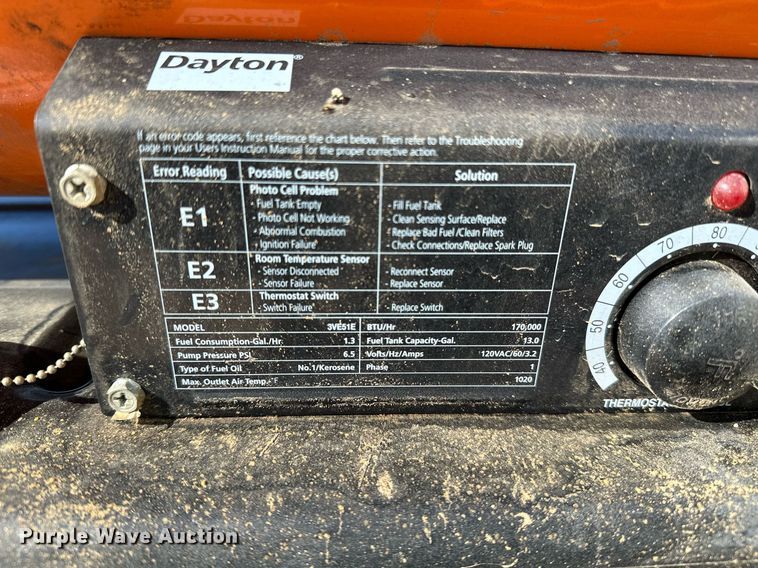 Dayton®
If an error code appears, first reference the chart below. Then refer to the Troubleshooting
page in your Users Instruction Manual for the proper corrective action.
Error Reading Possible Cause(s) Solution
E1
Photo Cell Problem
- Fuel Tank Empty - Fill Fuel Tank
- Photo Cell Not Working - Clean Sensing Surface/Replace
- Abnormal Combustion - Replace Bad Fuel /Clean Filters
- Ignition Failure - Check Connections/Replace Spark Plug
E2
Room Temperature Sensor
- Sensor Disconnected - Reconnect Sensor
- Sensor Failure - Replace Sensor
E3
Thermostat Switch
- Switch Failure - Replace Switch
MODEL 3VE51E BTU/Hr 170,000
Fuel Consumption-Gal./Hr. 1.3 Fuel Tank Capacity-Gal. 13.0
Pump Pressure PSI 6.5 Volts/Hz/Amps 120VAC/60/3.2
Type of Fuel Oil No.1/Kerosene Phase 1
Max. Outlet Air Temp.-°F 1020
40 50 60 70 80
THERMOSTA
Purple Wave Auction